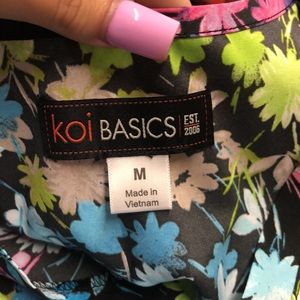 koi BASICS EST.
2006
M
Made in
Vietnam